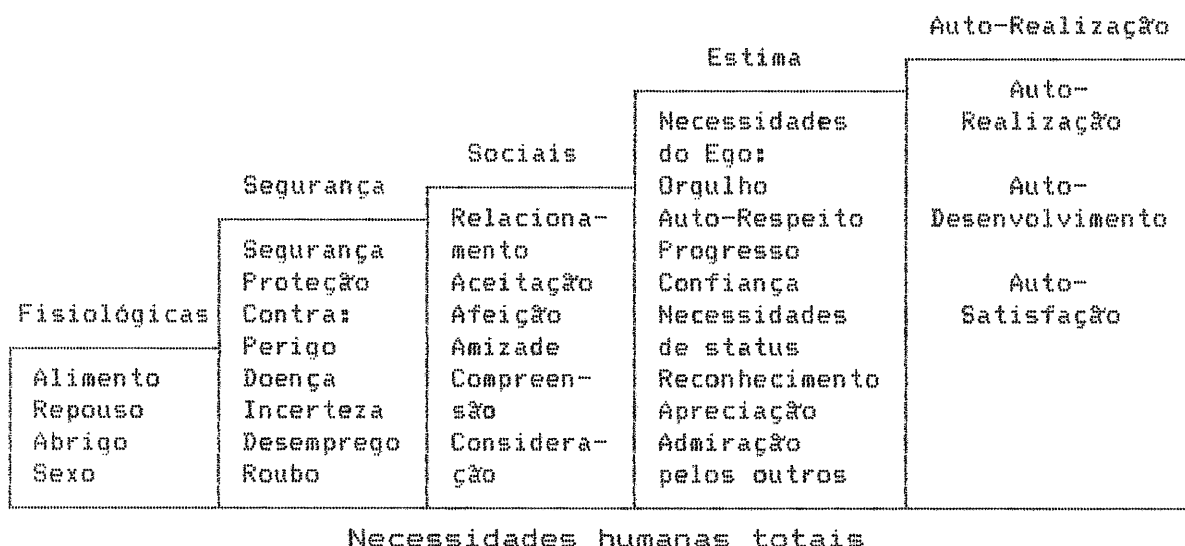 Fisiológicas
Alimento
Repouso
Abrigo
Sexo
Segurança
Segurança
Proteção
Contra:
Perigo
Doença
Incerteza
Desemprego
Roubo
Sociais
Relaciona-
mento
Aceitação
Afeição
Amizade
Compreen-
são
Considera-
ção
Estima
Necessidades
do Ego:
Orgulho
Auto-Respeito
Progresso
Confiança
Necessidades
de status
Reconhecimento
Apreciação
Admiração
pelos outros
Auto-Realização
Auto-
Realização
Auto-
Desenvolvimento
Auto-
Satisfação
Necessidades humanas totais